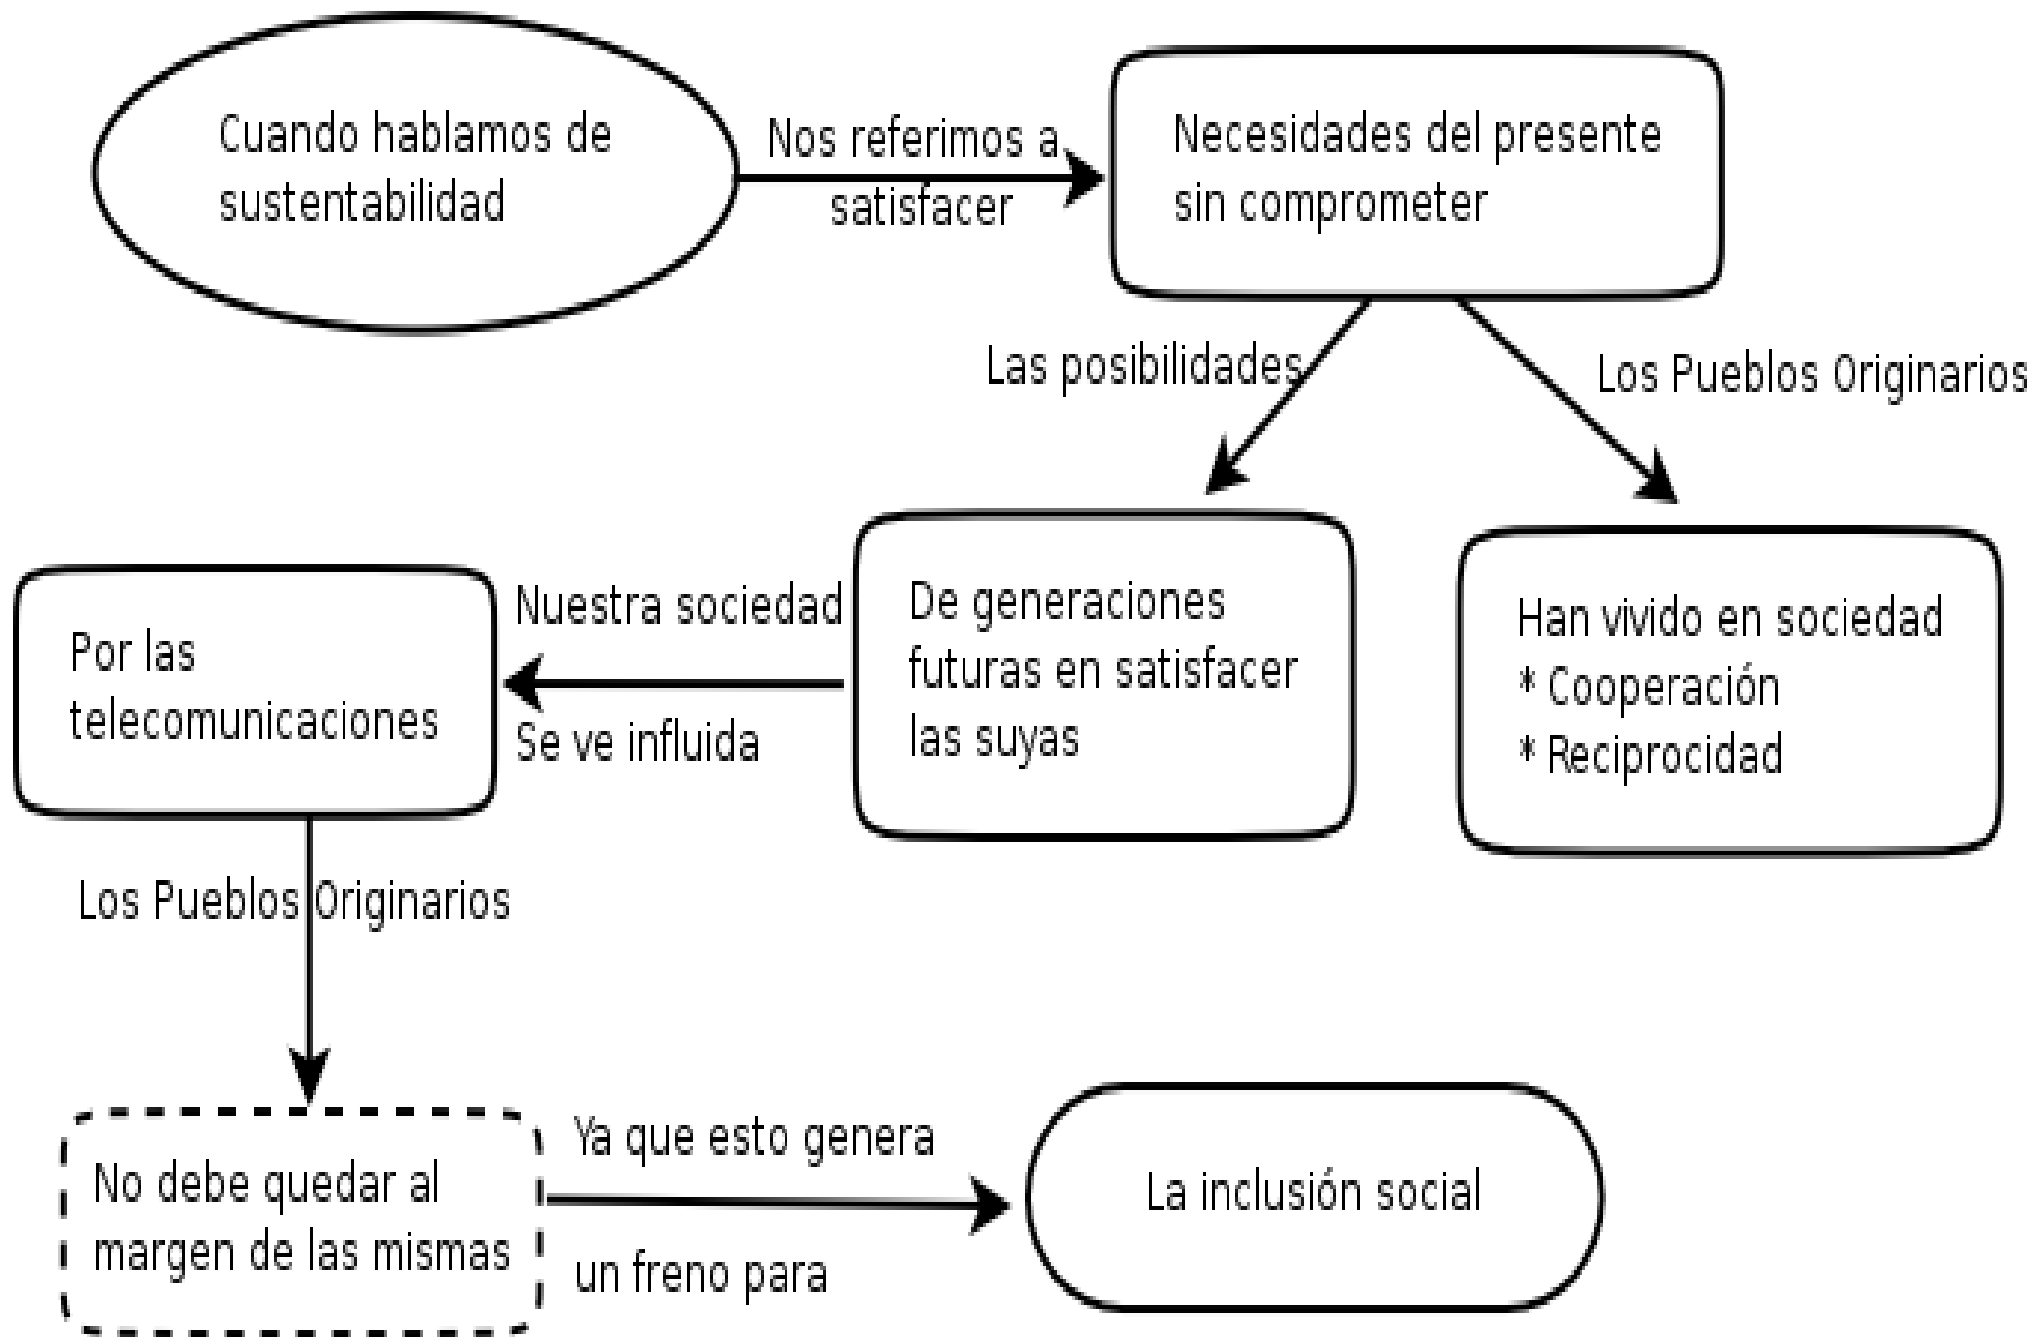 Cuando hablamos de
sustentabilidad
Nos referimos a
satisfacer
Necesidades del presente
sin comprometer
Las posibilidades
Los Pueblos Originarios
De generaciones
futuras en satisfacer
las suyas
Han vivido en sociedad
* Cooperación
* Reciprocidad
Nuestra sociedad
Se ve influida
Por las
telecomunicaciones
Los Pueblos Originarios
No debe quedar al
margen de las mismas
Ya que esto genera
un freno para
La inclusión social